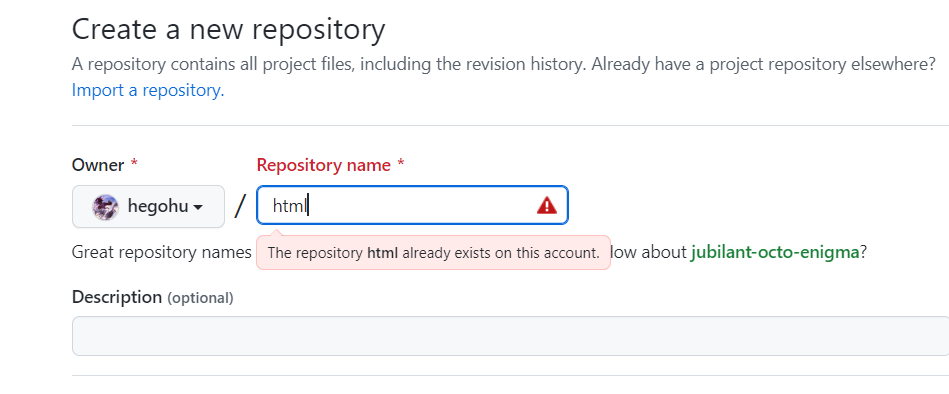 Create a new repository
A repository contains all project files, including the revision history. Already have a project repository elsewhere?
Import a repository.
Owner * Repository name *
hegohu / html
Great repository names The repository html already exists on this account. low about jubilant-octo-enigma?
Description (optional)